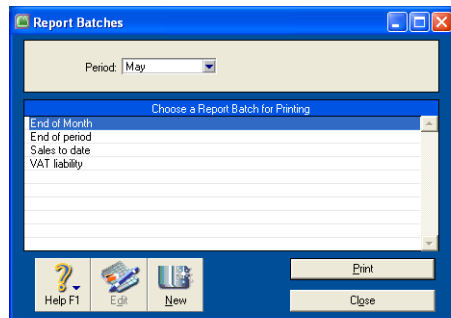 Report Batches
Period: May
Choose a Report Batch for Printing
End of Month
End of period
Sales to date
VAT liability
Help F1 Edit New
Print
Close